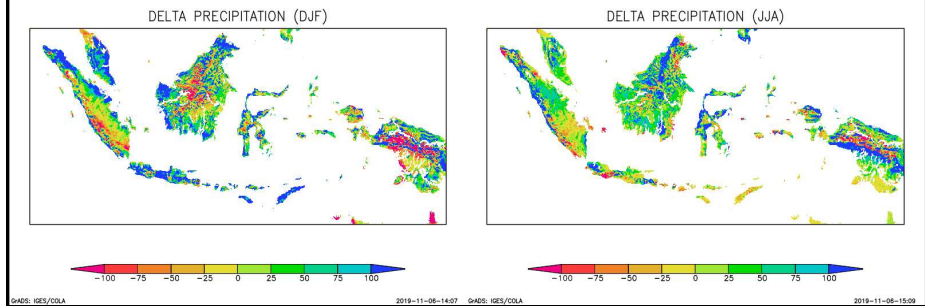 DELTA PRECIPITATION (DJF)
−100 −75 −50 −25 0 25 50 75 100
GrADS: IGES/COLA
2019−11−06−14:07
DELTA PRECIPITATION (JJA)
−100 −75 −50 −25 0 25 50 75 100
GrADS: IGES/COLA
2019−11−06−15:09